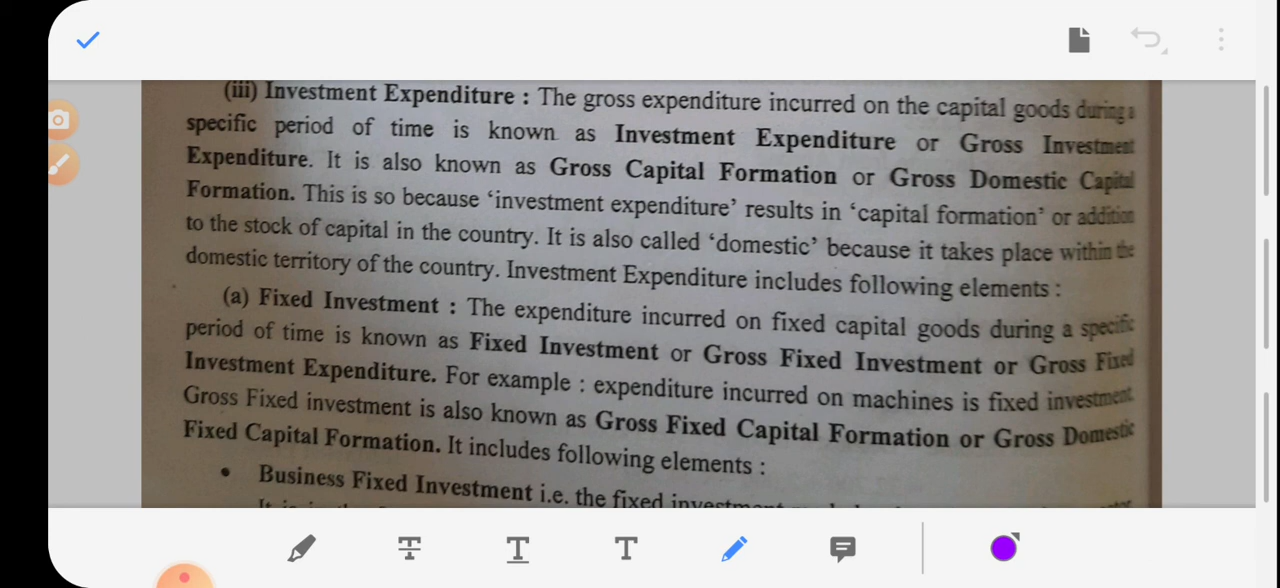 (iii) Investment Expenditure : The gross expenditure incurred on the capital goods during a
specific period of time is known as Investment Expenditure or Gross Investment
Expenditure. It is also known as Gross Capital Formation or Gross Domestic Capital
Formation. This is so because ‘investment expenditure’ results in ‘capital formation’ or addition
to the stock of capital in the country. It is also called ‘domestic’ because it takes place within the
domestic territory of the country. Investment Expenditure includes following elements :
(a) Fixed Investment : The expenditure incurred on fixed capital goods during a specific
period of time is known as Fixed Investment or Gross Fixed Investment or Gross Fixed
Investment Expenditure. For example : expenditure incurred on machines is fixed investment
Gross Fixed investment is also known as Gross Fixed Capital Formation or Gross Domestic
Fixed Capital Formation. It includes following elements :
• Business Fixed Investment i.e. the fixed investment
T T T